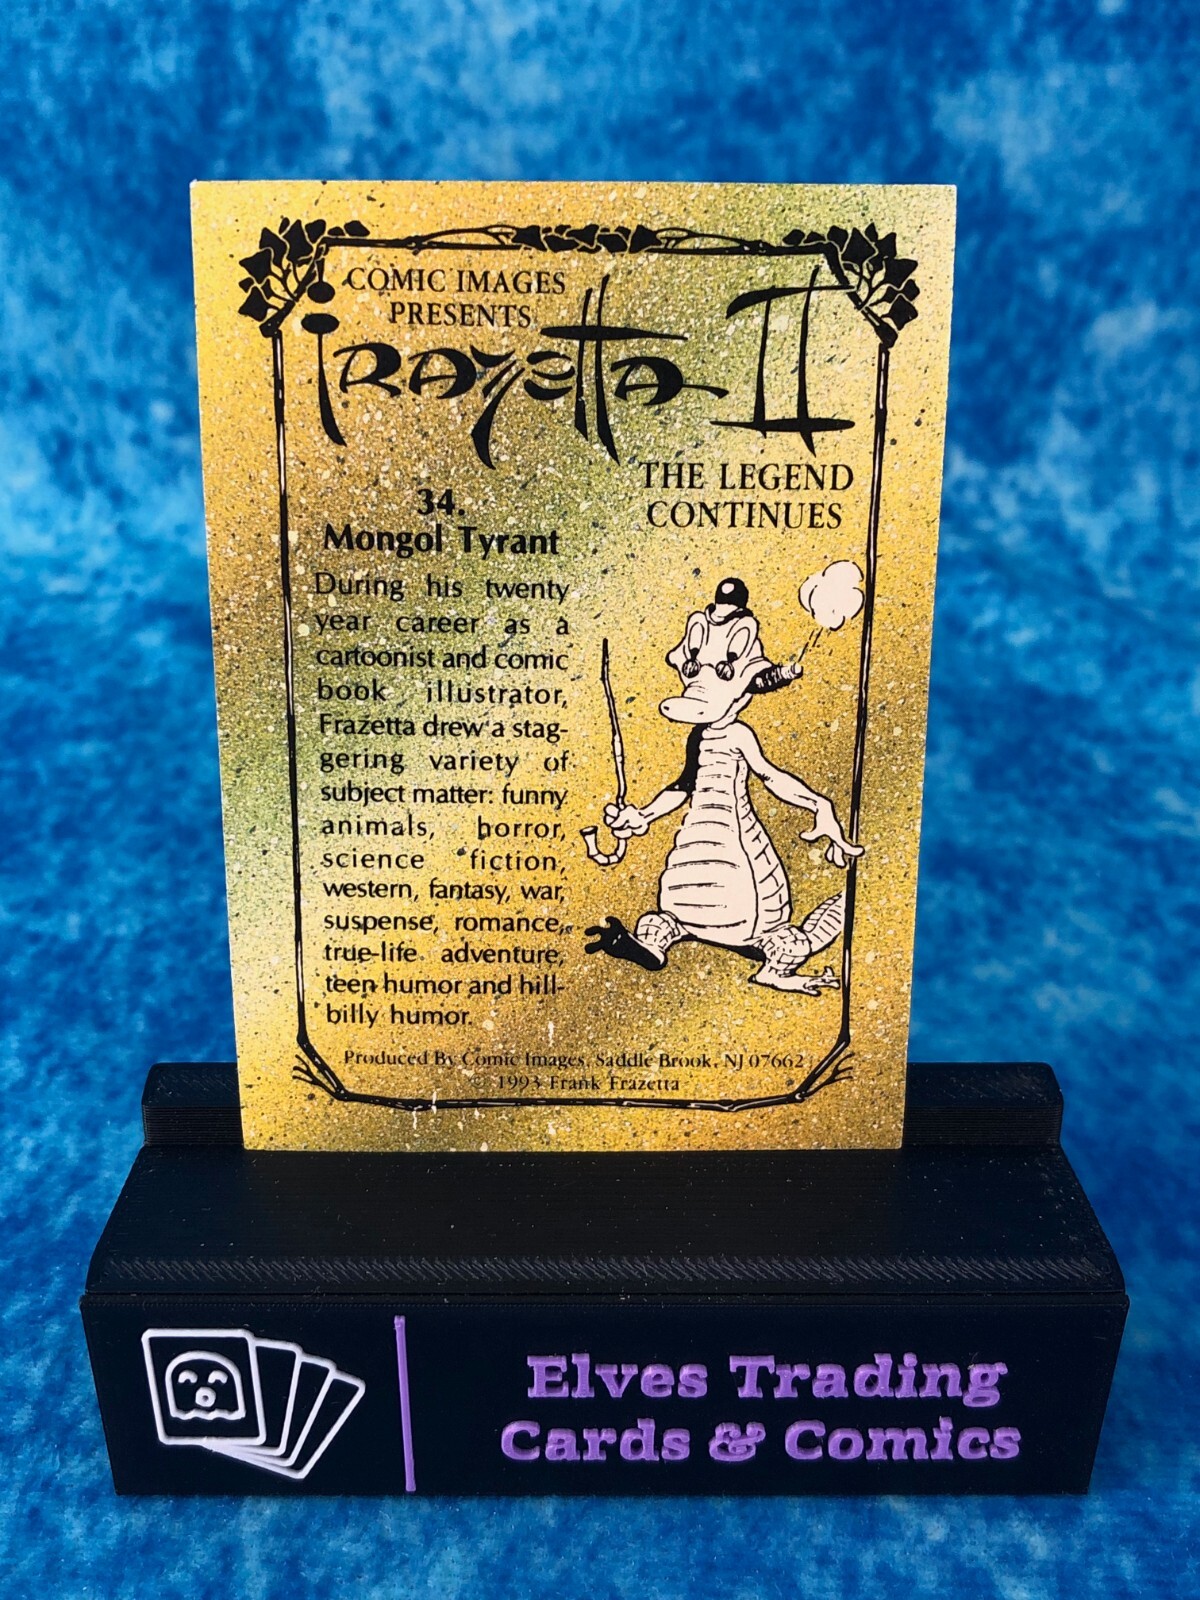 COMIC IMAGES
PRESENTS
FRAZETTA II
THE LEGEND
CONTINUES
34.
Mongol Tyrant
During his twenty
year career as a
cartoonist and comic
book illustrator,
Frazetta drew a stag-
gering variety of
subject matter: funny
animals, horror,
science fiction,
western, fantasy, war,
suspense, romance,
true-life adventure,
teen humor and hill-
billy humor.
Produced By Comic Images, Saddle Brook, NJ 07662
© 1993 Frank Frazetta
Elves Trading
Cards & Comics